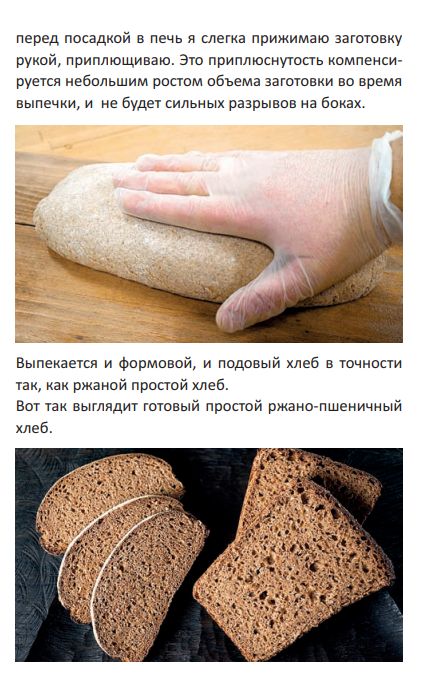 перед посадкой в печь я слегка прижимаю заготовку
рукой, приплющиваю. Это приплюснутость компенси-
руется небольшим ростом объема заготовки во время
выпечки, и не будет сильных разрывов на боках.
Выпекается и формовой, и подовый хлеб в точности
так, как ржаной простой хлеб.
Вот так выглядит готовый простой ржано-пшеничный
хлеб.